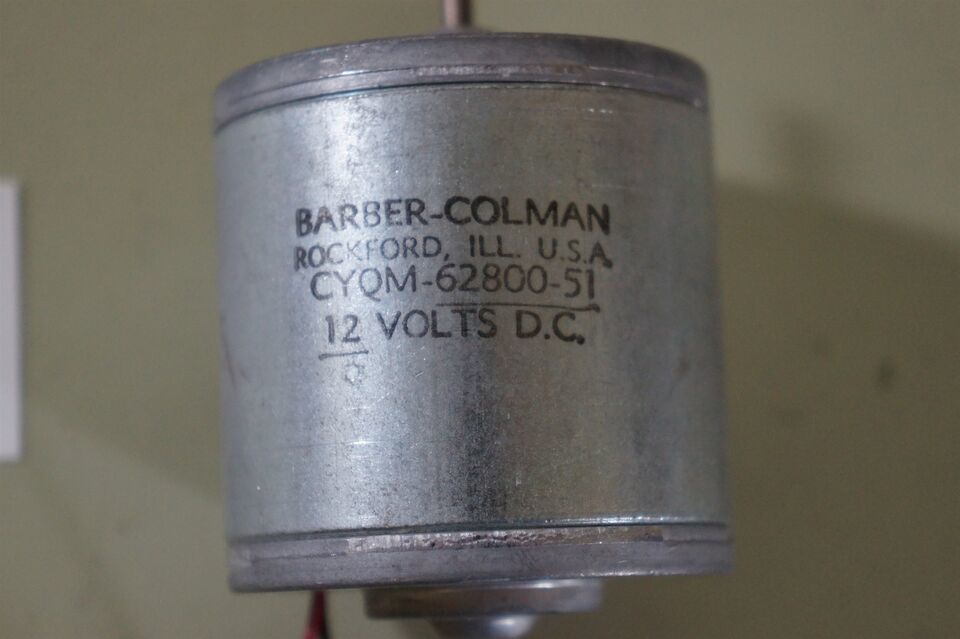 BARBER-COLMAN
ROCKFORD, ILL. U.S.A.
CYQM-62800-51
12 VOLTS D.C.